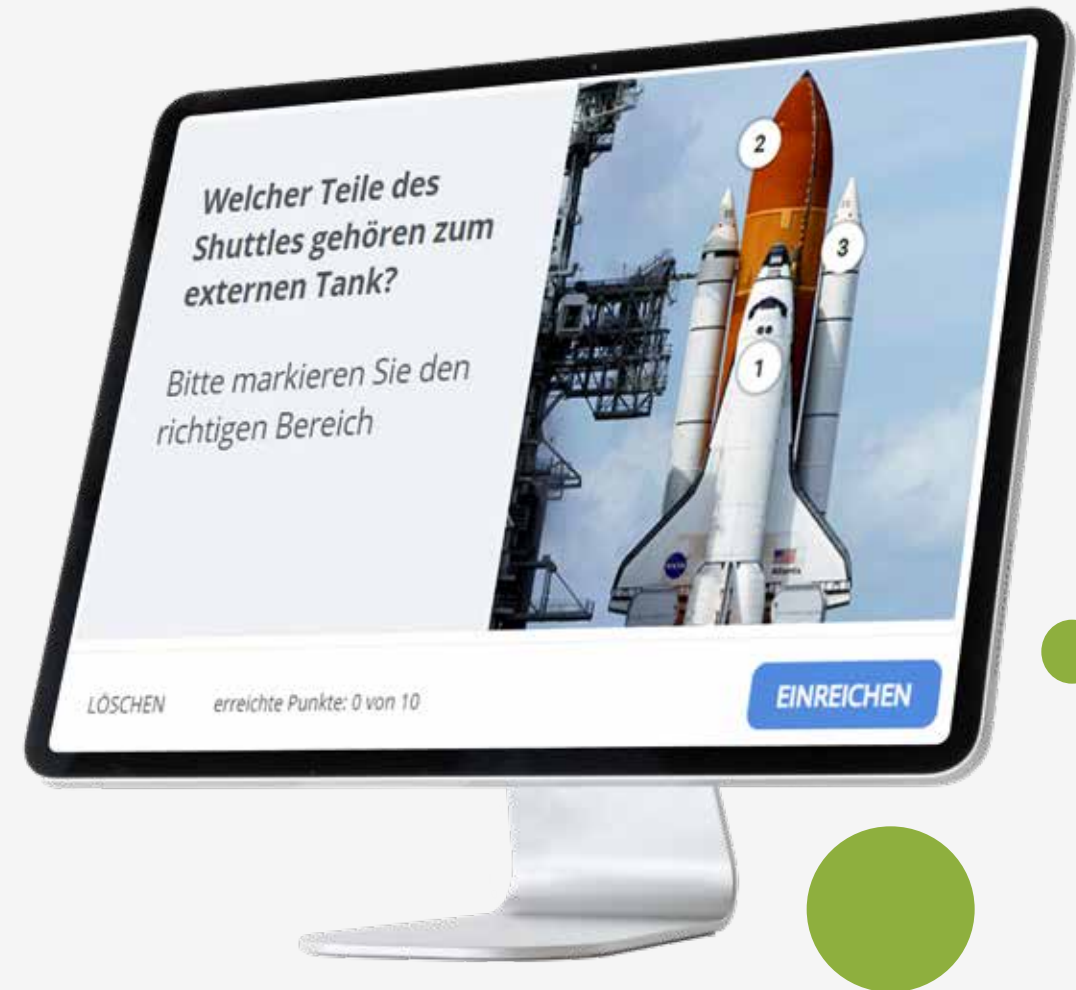 Welcher Teile des
Shuttles gehören zum
externen Tank?
Bitte markieren Sie den
richtigen Bereich
2
3
1
Atlantis
LÖSCHEN
erreichte Punkte: 0 von 10
EINREICHEN